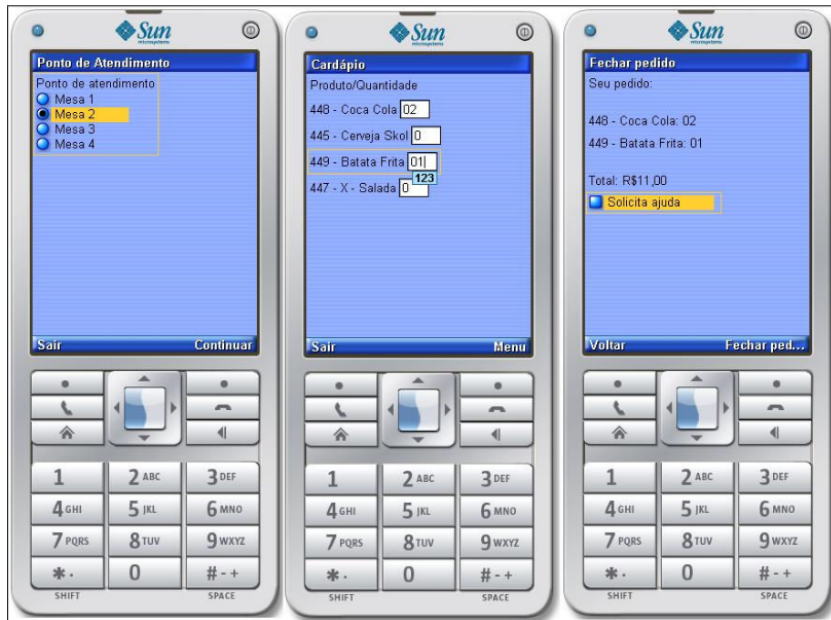 Sun
microsystems
Ponto de Atendimento
Ponto de atendimento
Mesa 1
Mesa 2
Mesa 3
Mesa 4
Sair Continuar
1 2 ABC 3 DEF
4 GHI 5 JKL 6 MNO
7 PQRS 8 TUV 9 WXYZ
* . 0 # - +
SHIFT SPACE
Sun
microsystems
Cardápio
Produto/Quantidade
448 - Coca Cola 02
445 - Cerveja Skol 0
449 - Batata Frita 01
123
447 - X - Salada 0
Sair Menu
1 2 ABC 3 DEF
4 GHI 5 JKL 6 MNO
7 PQRS 8 TUV 9 WXYZ
* . 0 # - +
SHIFT SPACE
Sun
microsystems
Fechar pedido
Seu pedido:
448 - Coca Cola: 02
449 - Batata Frita: 01
Total: R$11,00
Solicita ajuda
Voltar Fechar ped...
1 2 ABC 3 DEF
4 GHI 5 JKL 6 MNO
7 PQRS 8 TUV 9 WXYZ
* . 0 # - +
SHIFT SPACE